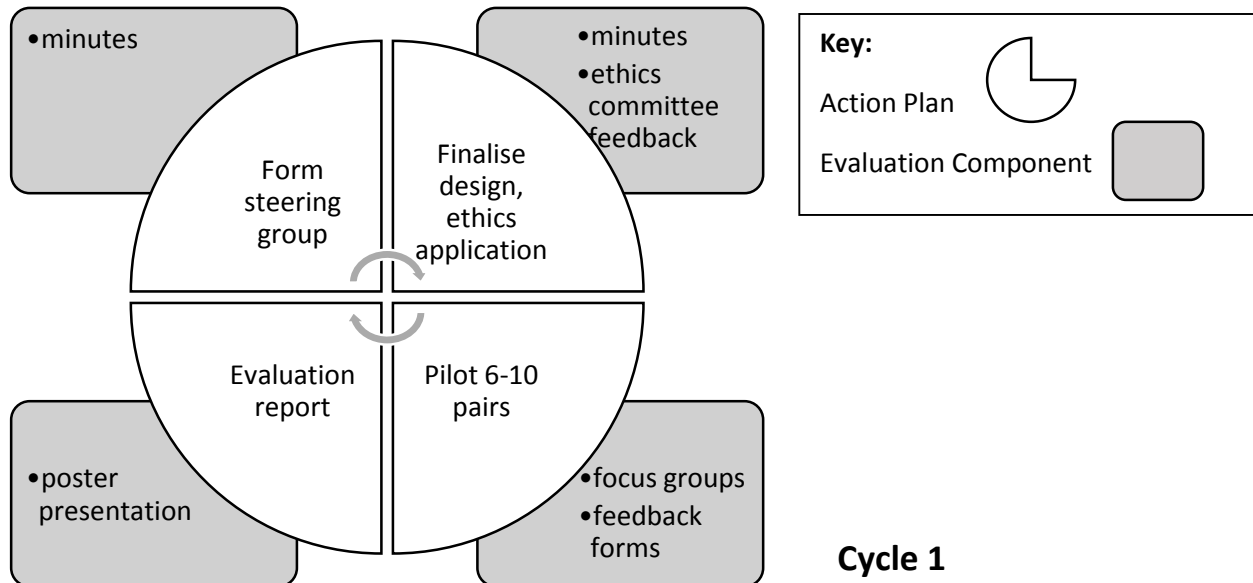 •minutes
•minutes
•ethics
committee
feedback
Form
steering
group
Finalise
design,
ethics
application
Evaluation
report
Pilot 6-10
pairs
•poster
presentation
•focus groups
•feedback
forms
Key:
Action Plan
Evaluation Component
Cycle 1